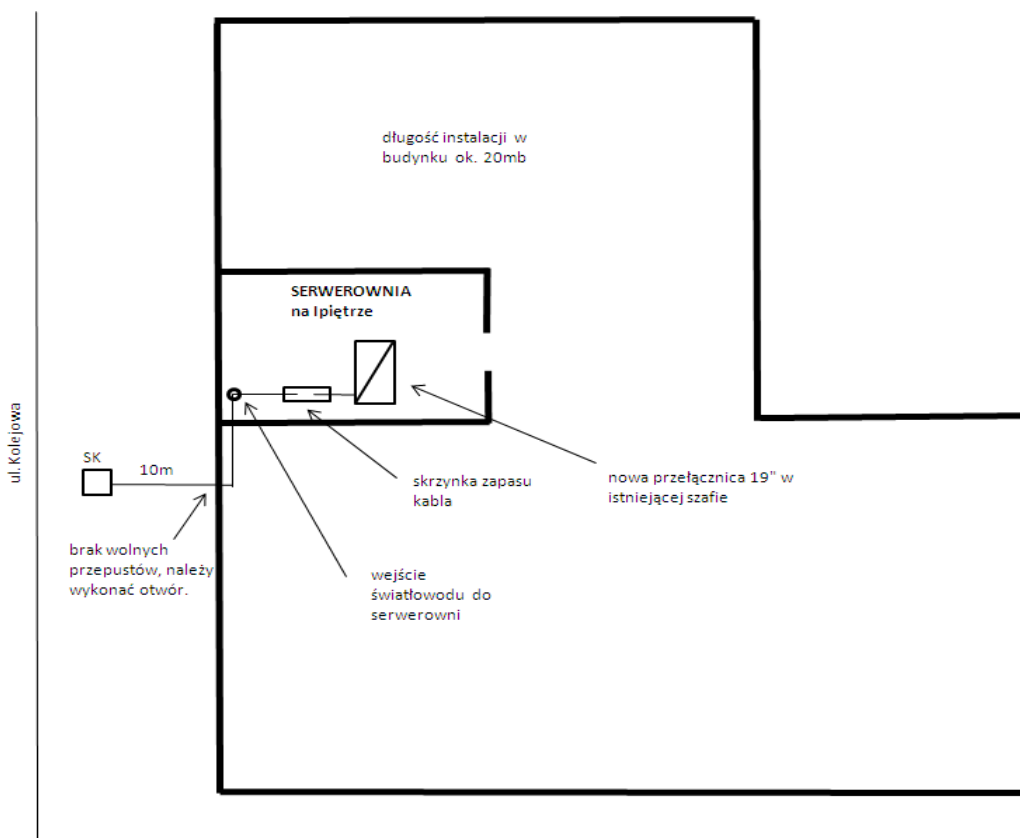 długość instalacji w
budynku ok. 20mb
SERWEROWNIA
na Ipiętrze
ul. Kolejowa
SK
10m
skrzynka zapasu
kabla
nowa przełącznica 19" w
istniejącej szafie
brak wolnych
przepustów, należy
wykonać otwór.
wejście
światłowodu do
serwerowni